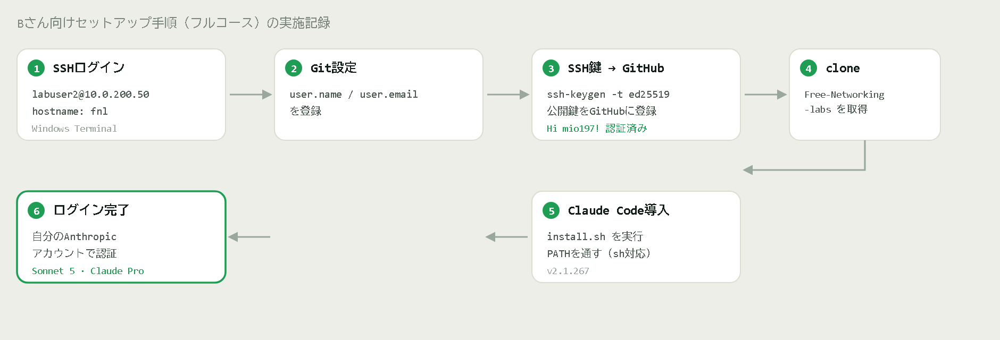 Bさん向けセットアップ手順（フルコース）の実施記録
1 SSHログイン
labuser2@10.0.200.50
hostname: fnl
Windows Terminal
2 Git設定
user.name / user.email
を登録
3 SSH鍵 → GitHub
ssh-keygen -t ed25519
公開鍵をGitHubに登録
Hi mio197! 認証済み
4 clone
Free-Networking
-labs を取得
5 Claude Code導入
install.sh を実行
PATHを通す（sh対応）
v2.1.267
6 ログイン完了
自分のAnthropic
アカウントで認証
Sonnet 5 · Claude Pro